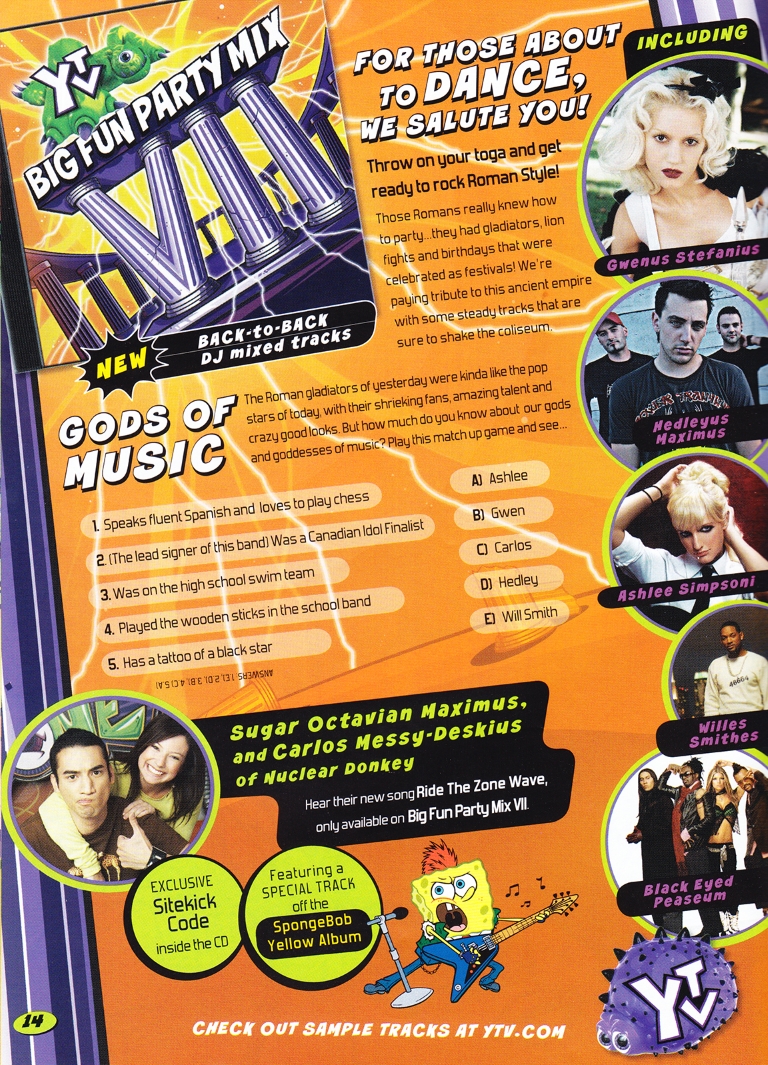 YTV
BIG FUN PARTY MIX
VII
NEW
BACK-to-BACK
DJ mixed tracks
FOR THOSE ABOUT
TO DANCE,
WE SALUTE YOU!
Throw on your toga and get
ready to rock Roman Style!
Those Romans really knew how
to party...they had gladiators, lion
fights and birthdays that were
celebrated as festivals! We're
paying tribute to this ancient empire
with some steady tracks that are
sure to shake the coliseum.
INCLUDING
Gwenus Stefanius
Hedleyus
Maximus
Ashlee Simpsoni
46664
Willes
Smithes
Black Eyed
Peaseum
GODS OF
MUSIC
The Roman gladiators of yesterday were kinda like the pop
stars of today, with their shrieking fans, amazing talent and
crazy good looks. But how much do you know about our gods
and goddesses of music? Play this match up game and see...
1. Speaks fluent Spanish and loves to play chess
2. (The lead signer of this band) Was a Canadian Idol Finalist
3. Was on the high school swim team
4. Played the wooden sticks in the school band
5. Has a tattoo of a black star
A) Ashlee
B) Gwen
C) Carlos
D) Hedley
E) Will Smith
ANSWERS: 1.E), 2.D), 3.B), 4.C) 5.A)
Sugar Octavian Maximus,
and Carlos Messy-Deskius
of Nuclear Donkey
Hear their new song Ride The Zone Wave,
only available on Big Fun Party Mix VII.
EXCLUSIVE
Sitekick
Code
inside the CD
Featuring a
SPECIAL TRACK
off the
SpongeBob
Yellow Album
YTV
14
CHECK OUT SAMPLE TRACKS AT YTV.COM